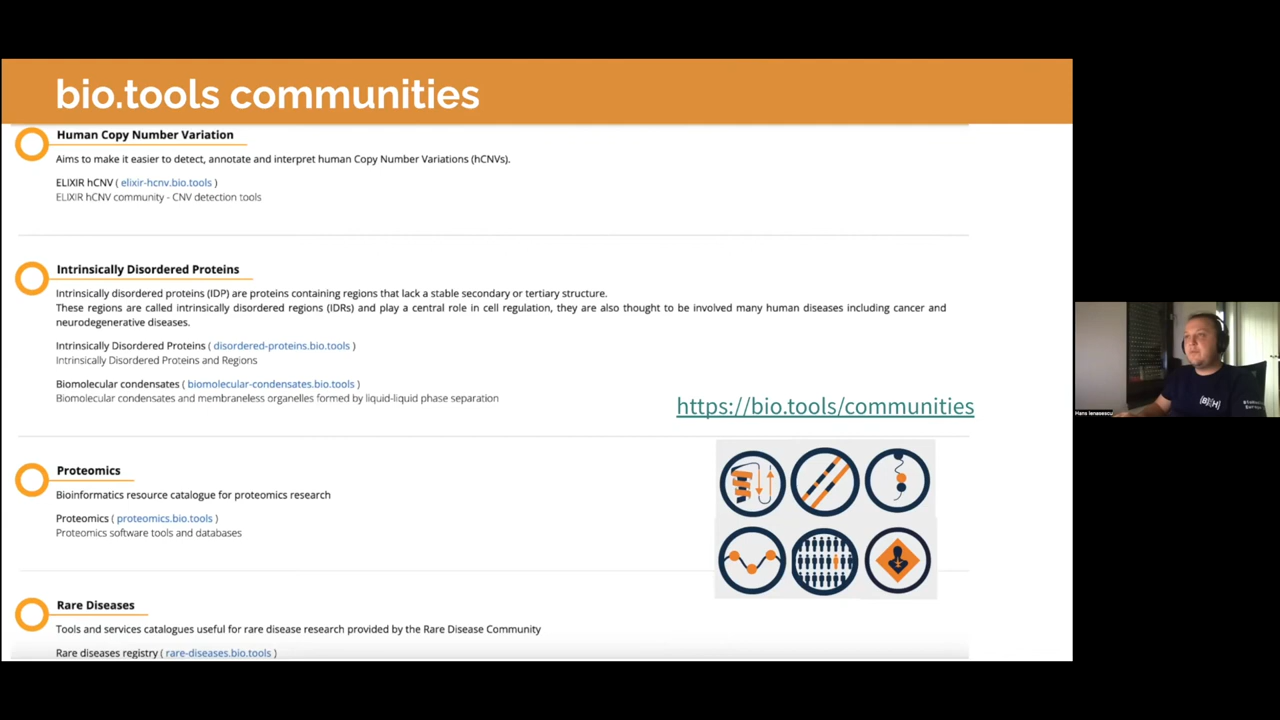 bio.tools communities
Human Copy Number Variation
Aims to make it easier to detect, annotate and interpret human Copy Number Variations (hCNVs).
ELIXIR hCNV ( elixir-hcnv.bio.tools )
ELIXIR hCNV community - CNV detection tools
Intrinsically Disordered Proteins
Intrinsically disordered proteins (IDP) are proteins containing regions that lack a stable secondary or tertiary structure.
These regions are called intrinsically disordered regions (IDRs) and play a central role in cell regulation, they are also thought to be involved many human diseases including cancer and
neurodegenerative diseases.
Intrinsically Disordered Proteins ( disordered-proteins.bio.tools )
Intrinsically Disordered Proteins and Regions
Biomolecular condensates ( biomolecular-condensates.bio.tools )
Biomolecular condensates and membraneless organelles formed by liquid-liquid phase separation
https://bio.tools/communities
Proteomics
Bioinformatics resource catalogue for proteomics research
Proteomics ( proteomics.bio.tools )
Proteomics software tools and databases
Rare Diseases
Tools and services catalogues useful for rare disease research provided by the Rare Disease Community
Rare diseases registry ( rare-diseases.bio.tools )
Hans Ienasescu